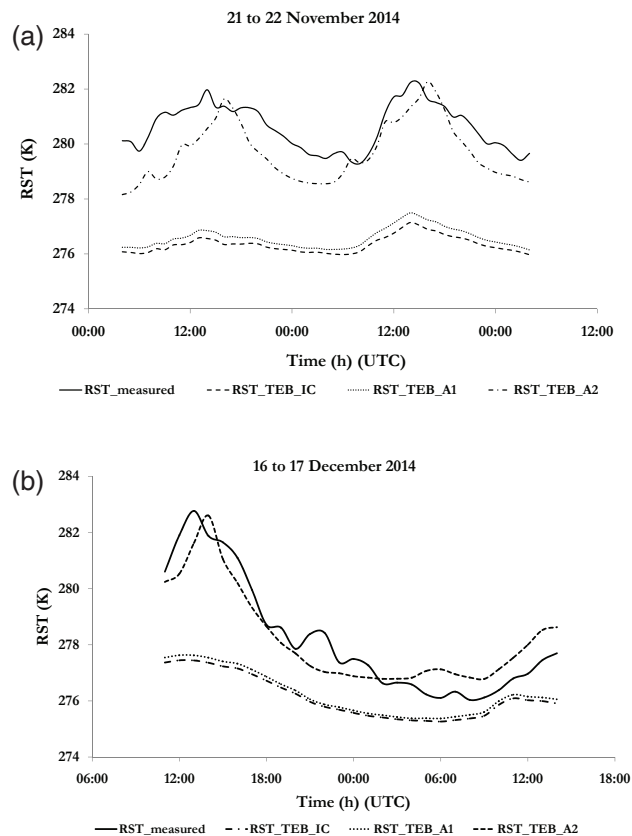 21 to 22 November 2014
(a)
284
282
280
278
276
274
RST (K)
00:00 12:00 00:00 12:00 00:00 12:00
Time (h) (UTC)
RST_measured RST_TEB_IC RST_TEB_A1 RST_TEB_A2
16 to 17 December 2014
(b)
284
282
280
278
276
274
RST (K)
06:00 12:00 18:00 00:00 06:00 12:00 18:00
Time (h) (UTC)
RST_measured RST_TEB_IC RST_TEB_A1 RST_TEB_A2